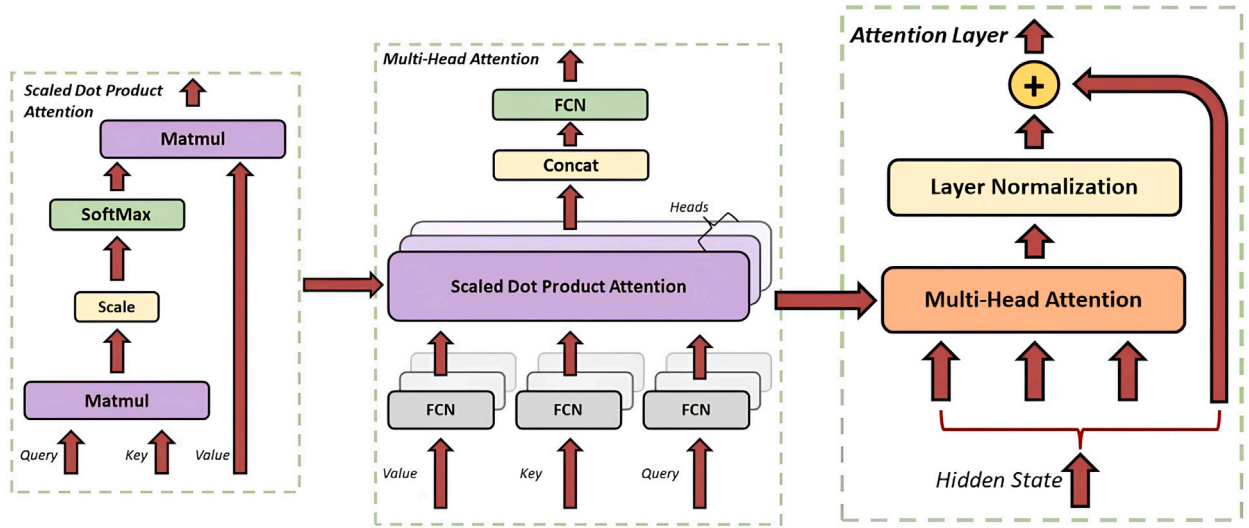 Scaled Dot Product
Attention
Matmul
SoftMax
Scale
Matmul
Query
Key
Value
Multi-Head Attention
FCN
Concat
Heads
Scaled Dot Product Attention
FCN
FCN
FCN
Value
Key
Query
Attention Layer
+
Layer Normalization
Multi-Head Attention
Hidden State